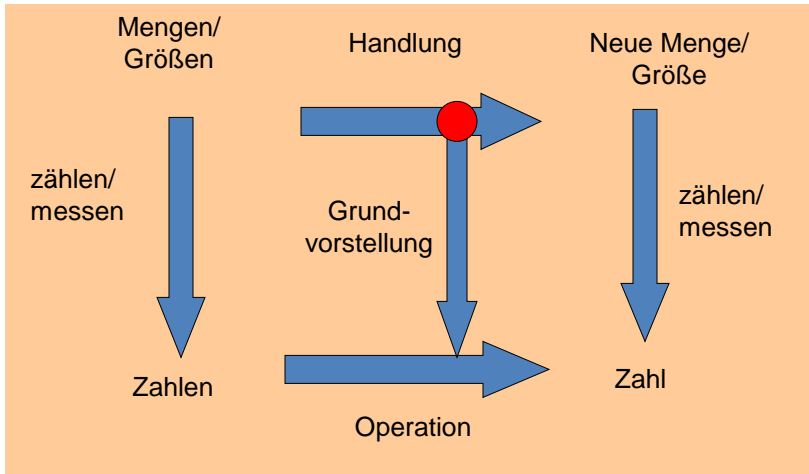 Mengen/
Größen
Handlung
Neue Menge/
Größe
zählen/
messen
Grund-
vorstellung
zählen/
messen
Zahlen
Zahl
Operation